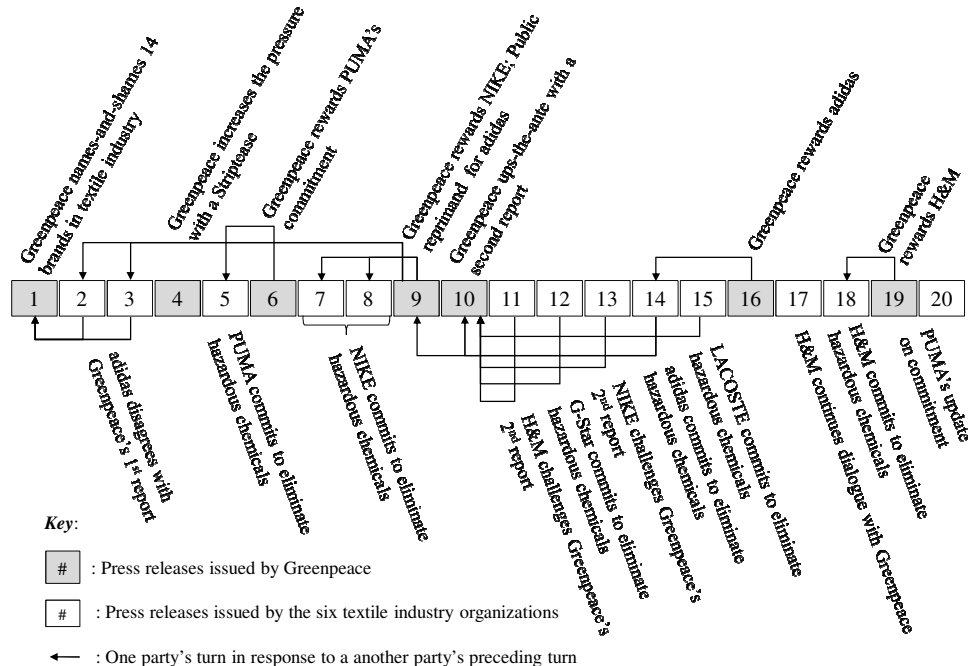 Greenpeace names-and-shames 14
brands in textile industry
Greenpeace increases the pressure
with a Striptease
Greenpeace rewards PUMA's
commitment
Greenpeace rewards NIKE; Public
reprimand for adidas
Greenpeace ups-the-ante with a
second report
Greenpeace rewards adidas
Greenpeace
rewards H&M
1 2 3 4 5 6 7 8 9 10 11 12 13 14 15 16 17 18 19 20
adidas disagrees with
Greenpeace's 1st report
PUMA commits to eliminate
hazardous chemicals
NIKE commits to eliminate
hazardous chemicals
H&M challenges Greenpeace's
2nd report
G-Star commits to eliminate
hazardous chemicals
NIKE challenges Greenpeace's
2nd report
adidas commits to eliminate
hazardous chemicals
LACOSTE commits to eliminate
hazardous chemicals
H&M continues dialogue with Greenpeace
H&M commits to eliminate
hazardous chemicals
PUMA's update
on commitment
Key:
# : Press releases issued by Greenpeace
# : Press releases issued by the six textile industry organizations
: One party's turn in response to a another party's preceding turn